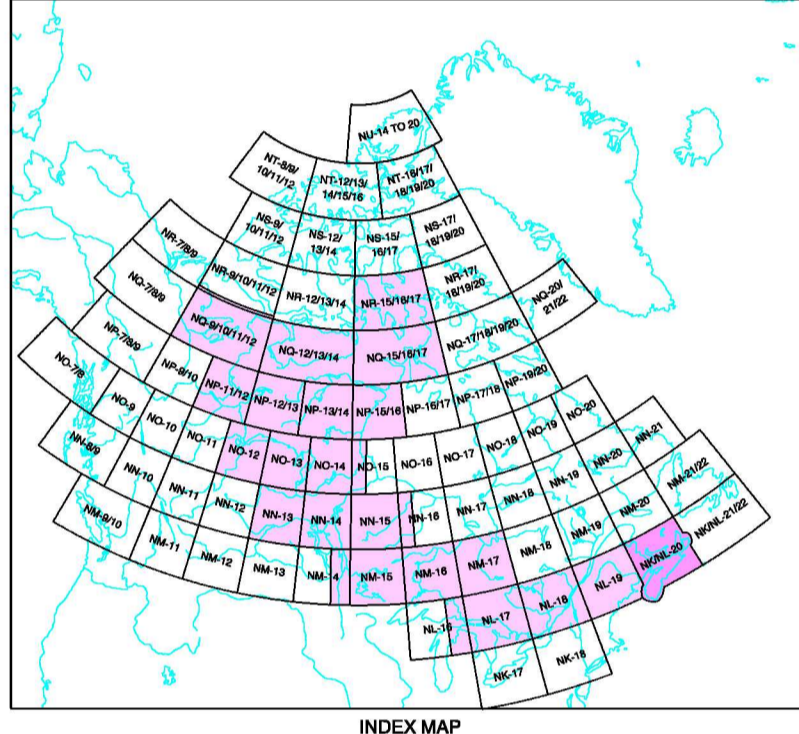 NU-14 TO 20
NT-8/9/
10/11/12
NT-12/13/
14/15/16
NT-16/17/
18/19/20
NS-9/
10/11/12
NS-12/
13/14
NS-15/
16/17
NS-17/
18/19/20
NR-7/8/9
NR-9/10/11/12
NR-12/13/14
NR-15/16/17
NR-17/
18/19/20
NQ-7/8/9
NQ-9/10/11/12
NQ-12/13/14
NQ-15/16/17
NQ-17/18/19/20
NQ-20/
21/22
NP-7/8/9
NP-9/10
NP-11/12
NP-12/13
NP-13/14
NP-15/16
NP-16/17
NP-17/18
NP-19/20
NO-7/8
NO-9
NO-10
NO-11
NO-12
NO-13
NO-14
NO-15
NO-16
NO-17
NO-18
NO-19
NO-20
NN-8/9
NN-10
NN-11
NN-12
NN-13
NN-14
NN-15
NN-16
NN-17
NN-18
NN-19
NN-20
NN-21
NM-9/10
NM-11
NM-12
NM-13
NM-14
NM-15
NM-16
NM-17
NM-18
NM-19
NM-20
NM-21/22
NL-16
NL-17
NL-18
NL-19
NK/NL-20
NK/NL-21/22
NK-17
NK-18
INDEX MAP